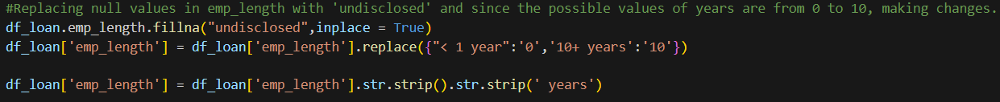 #Replacing null values in emp_length with 'undisclosed' and since the possible values of years are from 0 to 10, making changes.
df_loan.emp_length.fillna("undisclosed",inplace = True)
df_loan['emp_length'] = df_loan['emp_length'].replace({"< 1 year":'0','10+ years':'10'})
df_loan['emp_length'] = df_loan['emp_length'].str.strip().str.strip(' years')